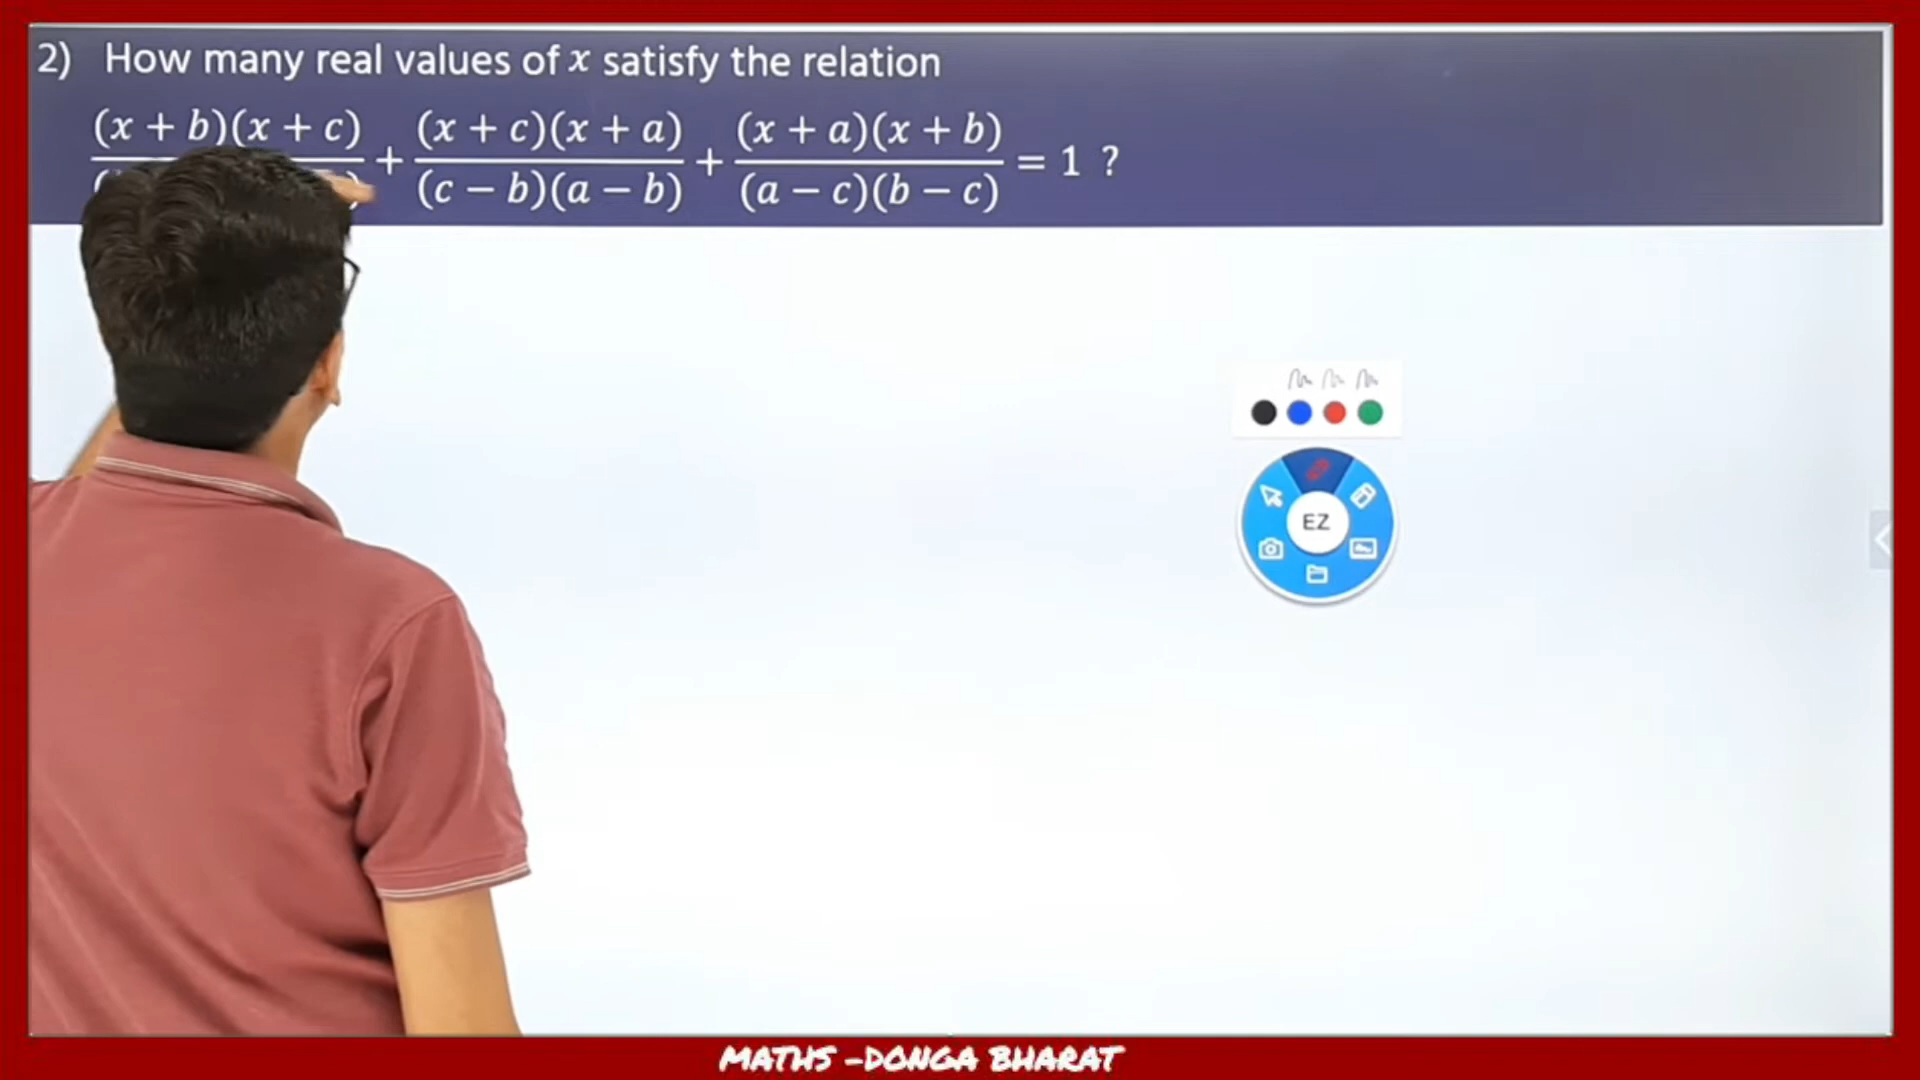 2) How many real values of x satisfy the relation
(x + b)(x + c) / + (x + c)(x + a) / (c − b)(a − b) + (x + a)(x + b) / (a − c)(b − c) = 1 ?
EZ
MATHS -DONGA BHARAT